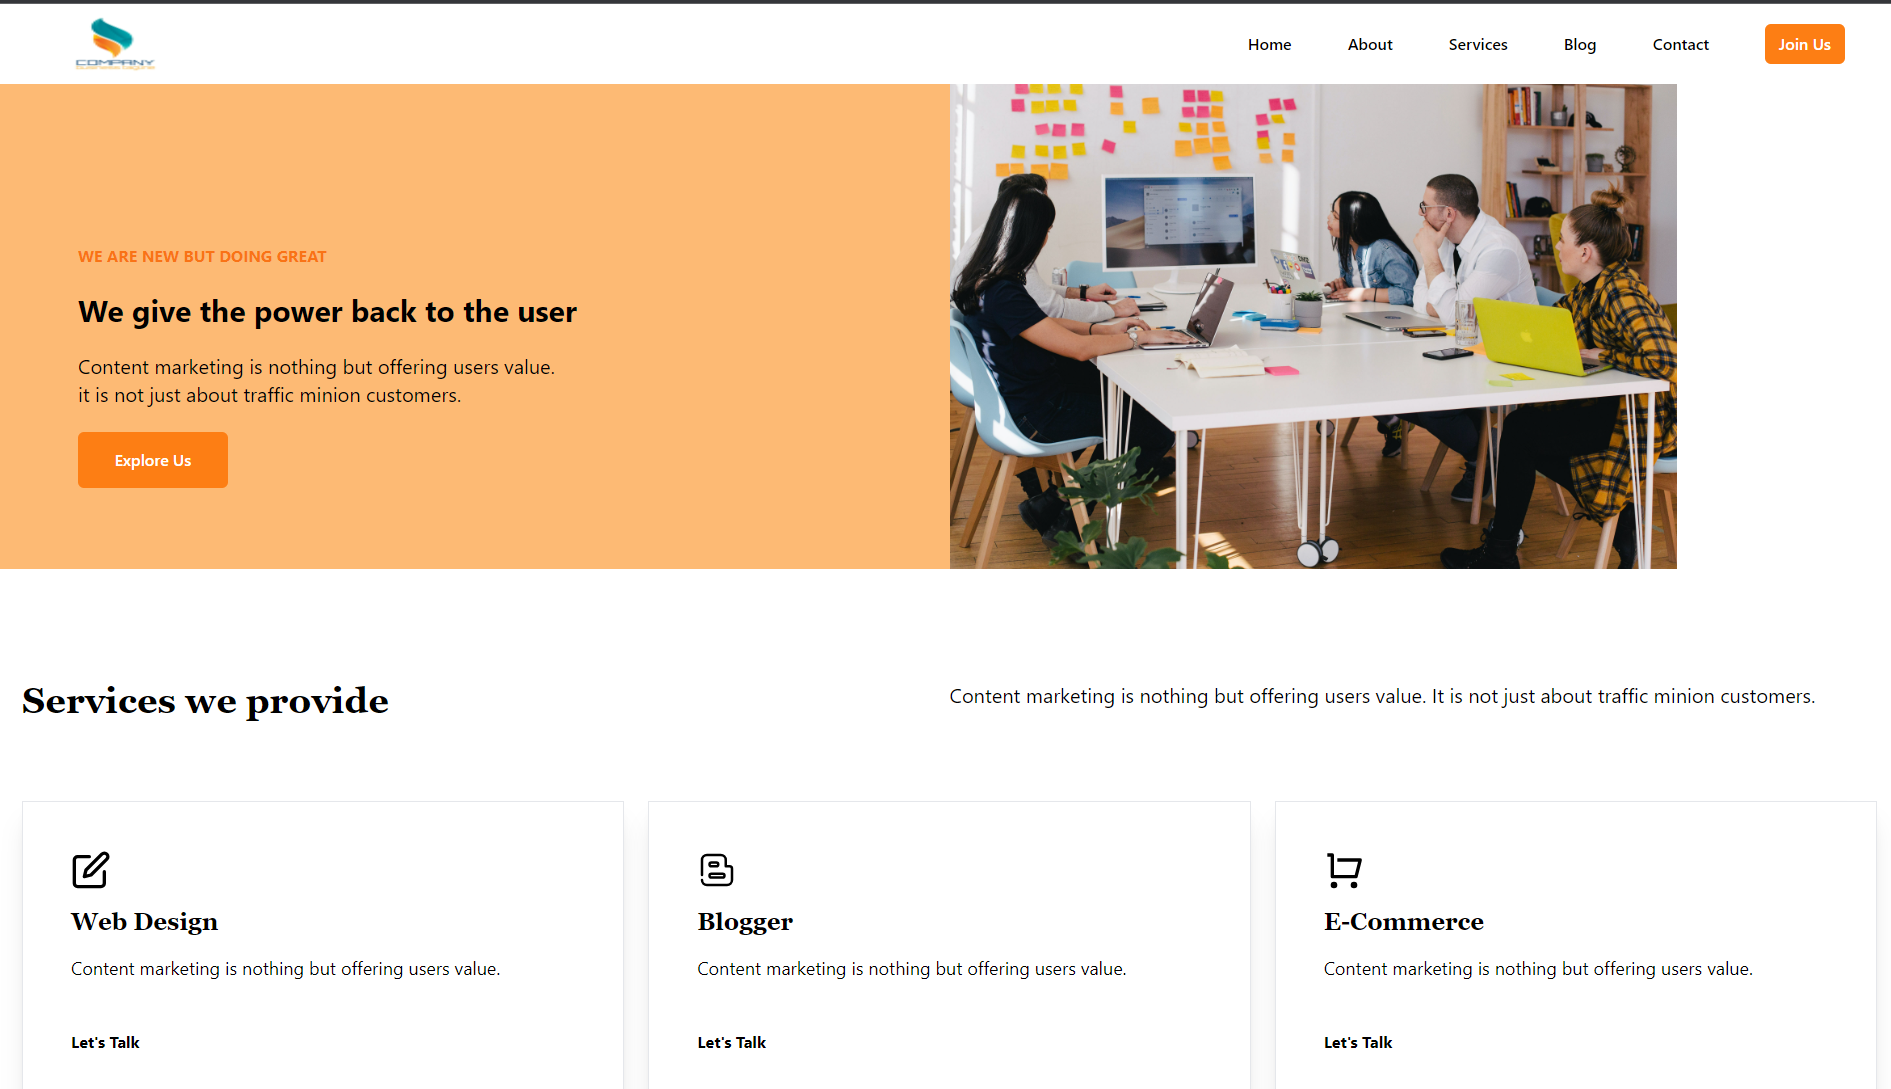 COMPANY
Home About Services Blog Contact Join Us
WE ARE NEW BUT DOING GREAT
We give the power back to the user
Content marketing is nothing but offering users value.
it is not just about traffic minion customers.
Explore Us
Services we provide
Content marketing is nothing but offering users value. It is not just about traffic minion customers.
Web Design
Content marketing is nothing but offering users value.
Let's Talk
Blogger
Content marketing is nothing but offering users value.
Let's Talk
E-Commerce
Content marketing is nothing but offering users value.
Let's Talk